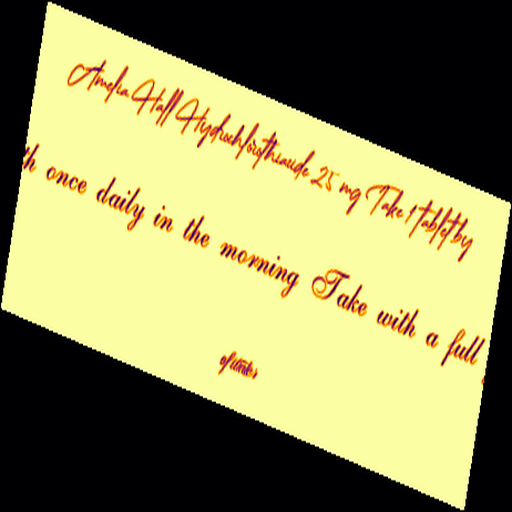 Amelia Hall Hydrochlorothiazide 25 mg Take 1 tablet by
once daily in the morning Take with a full
of water